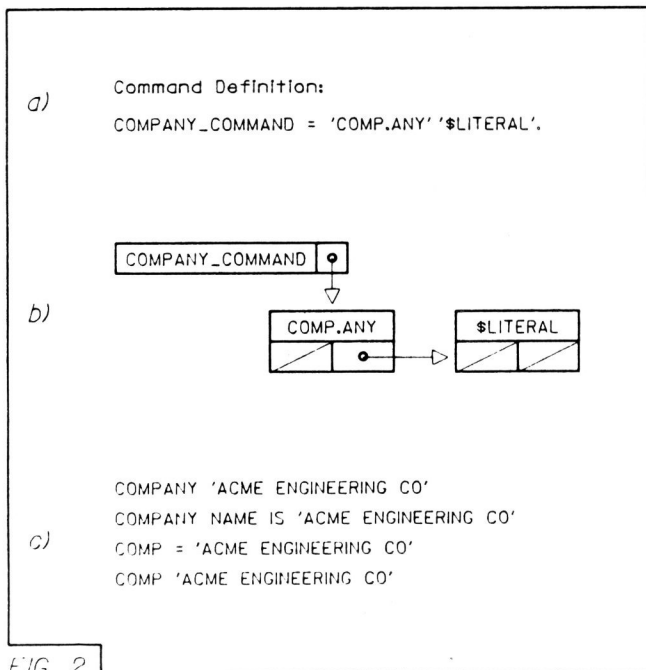 a)
Command Definition:
COMPANY_COMMAND = 'COMP.ANY' '$LITERAL'.
COMPANY_COMMAND
b)
COMP.ANY $LITERAL
COMPANY 'ACME ENGINEERING CO'
COMPANY NAME IS 'ACME ENGINEERING CO'
c)
COMP = 'ACME ENGINEERING CO'
COMP 'ACME ENGINEERING CO'
FIG. 2